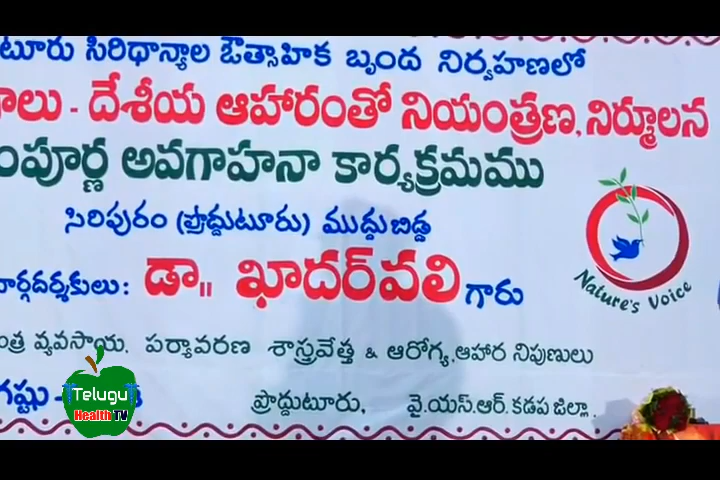 టూరు సిరిధాన్యాల ఔత్సాహిక బృంద నిర్వహణలో
- దేశీయ ఆహారంతో నియంత్రణ, నిర్మూలన
అవగాహనా కార్యక్రమము
సిరిపురం (ప్రొద్దుటూరు) ముద్దుబిడ్డ
డా॥ ఖాదర్‌వలి గారు
వ్యవసాయ, పర్యావరణ శాస్త్రవేత్త & ఆరోగ్య, ఆహార నిపుణులు
ప్రొద్దుటూరు, వై.యస్.ఆర్. కడప జిల్లా.
Nature's Voice
Telugu
Health TV